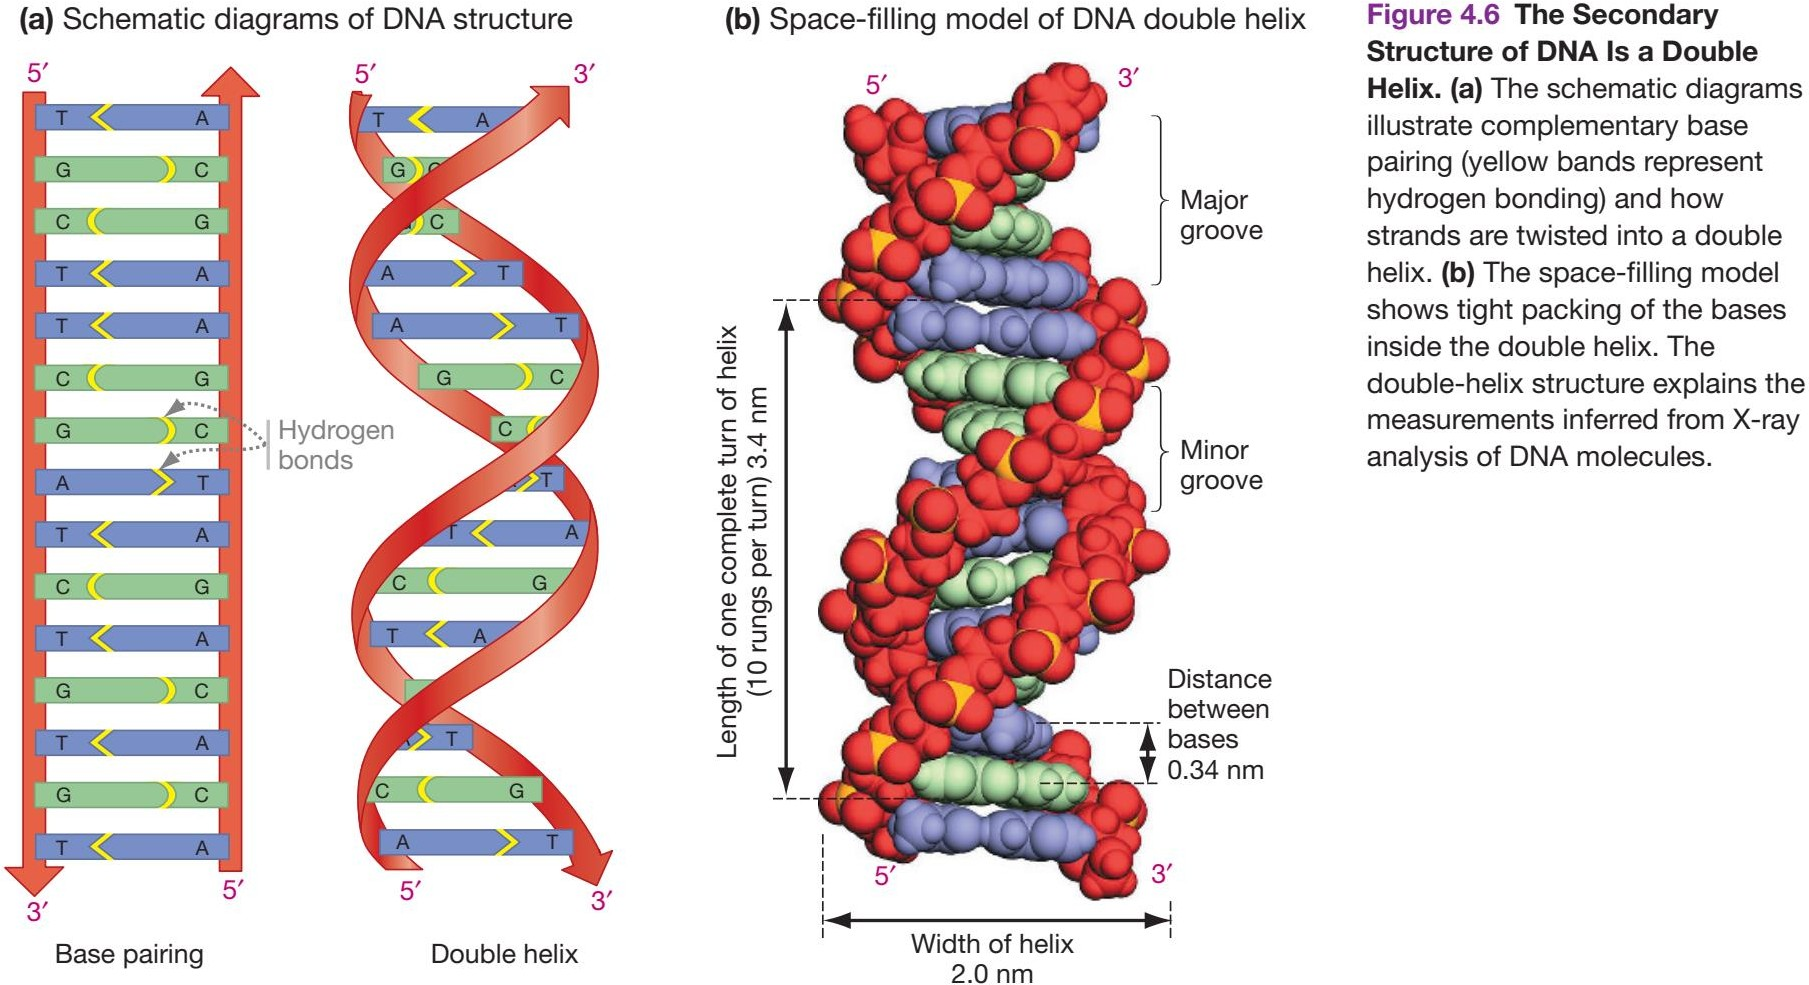 (a) Schematic diagrams of DNA structure
5′
T A
G C
C G
T A
T A
C G
G C
A T
T A
C G
T A
G C
T A
G C
T A
3′
5′
Hydrogen
bonds
Base pairing
5′
3′
T A
G C
C
A T
A T
G C
C
T
T A
C G
T A
A T
C G
A T
5′
3′
Double helix
(b) Space-filling model of DNA double helix
5′
3′
Major
groove
Minor
groove
Length of one complete turn of helix
(10 rungs per turn) 3.4 nm
Distance
between
bases
0.34 nm
5′
3′
Width of helix
2.0 nm
Figure 4.6 The Secondary
Structure of DNA Is a Double
Helix. (a) The schematic diagrams
illustrate complementary base
pairing (yellow bands represent
hydrogen bonding) and how
strands are twisted into a double
helix. (b) The space-filling model
shows tight packing of the bases
inside the double helix. The
double-helix structure explains the
measurements inferred from X-ray
analysis of DNA molecules.